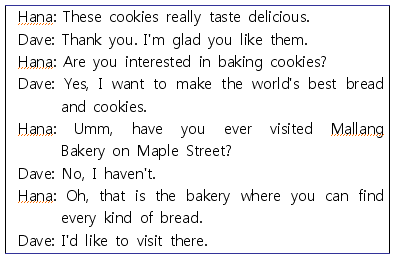 Hana: These cookies really taste delicious.
Dave: Thank you. I'm glad you like them.
Hana: Are you interested in baking cookies?
Dave: Yes, I want to make the world's best bread
and cookies.
Hana: Umm, have you ever visited Mallang
Bakery on Maple Street?
Dave: No, I haven't.
Hana: Oh, that is the bakery where you can find
every kind of bread.
Dave: I'd like to visit there.